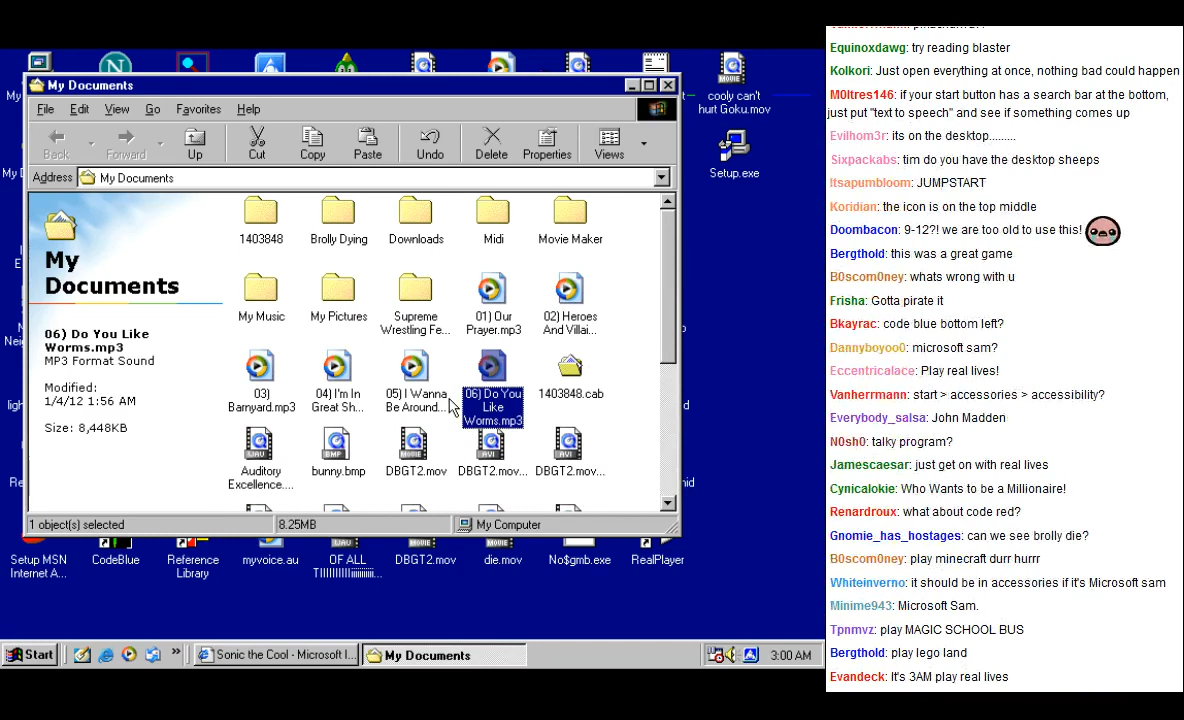 My Documents
File Edit View Go Favorites Help
Back Forward Up Cut Copy Paste Undo Delete Properties Views
Address My Documents
My
Documents
06) Do You Like
Worms.mp3
MP3 Format Sound
Modified:
1/4/12 1:56 AM
Size: 8,448KB
1403848
Brolly Dying
Downloads
Midi
Movie Maker
My Music
My Pictures
Supreme
Wrestling Fe...
01) Our
Prayer.mp3
02) Heroes
And Villai...
03)
Barnyard.mp3
04) I'm In
Great Sh...
05) I Wanna
Be Around...
06) Do You
Like
Worms.mp3
1403848.cab
Auditory
Excellence....
bunny.bmp
DBGT2.mov
DBGT2.mov...
DBGT2.mov...
1 object(s) selected 8.25MB My Computer
MOVIE
cooly can't
hurt Goku.mov
Setup.exe
Setup MSN
Internet A...
CodeBlue
Reference
Library
myvoice.au
OF ALL
DBGT2.mov
die.mov
No$gmb.exe
RealPlayer
Start
Sonic the Cool - Microsoft I...
My Documents
3:00 AM
Equinoxdawg: try reading blaster
Kolkori: Just open everything at once, nothing bad could happen
M0ltres146: if your start button has a search bar at the bottom,
just put "text to speech" and see if something comes up
Evilhom3r: its on the desktop.........
Sixpackabs: tim do you have the desktop sheeps
Itsapumbloom: JUMPSTART
Koridian: the icon is on the top middle
Doombacon: 9-12?! we are too old to use this!
Bergthold: this was a great game
B0scom0ney: whats wrong with u
Frisha: Gotta pirate it
Bkayrac: code blue bottom left?
Dannyboyoo0: microsoft sam?
Eccentricalace: Play real lives!
Vanherrmann: start > accessories > accessibility?
Everybody_salsa: John Madden
N0sh0: talky program?
Jamescaesar: just get on with real lives
Cynicalokie: Who Wants to be a Millionaire!
Renardroux: what about code red?
Gnomie_has_hostages: can we see brolly die?
B0scom0ney: play minecraft durr hurrr
Whiteinverno: it should be in accessories if it's Microsoft sam
Minime943: Microsoft Sam.
Tpnmvz: play MAGIC SCHOOL BUS
Bergthold: play lego land
Evandeck: It's 3AM play real lives